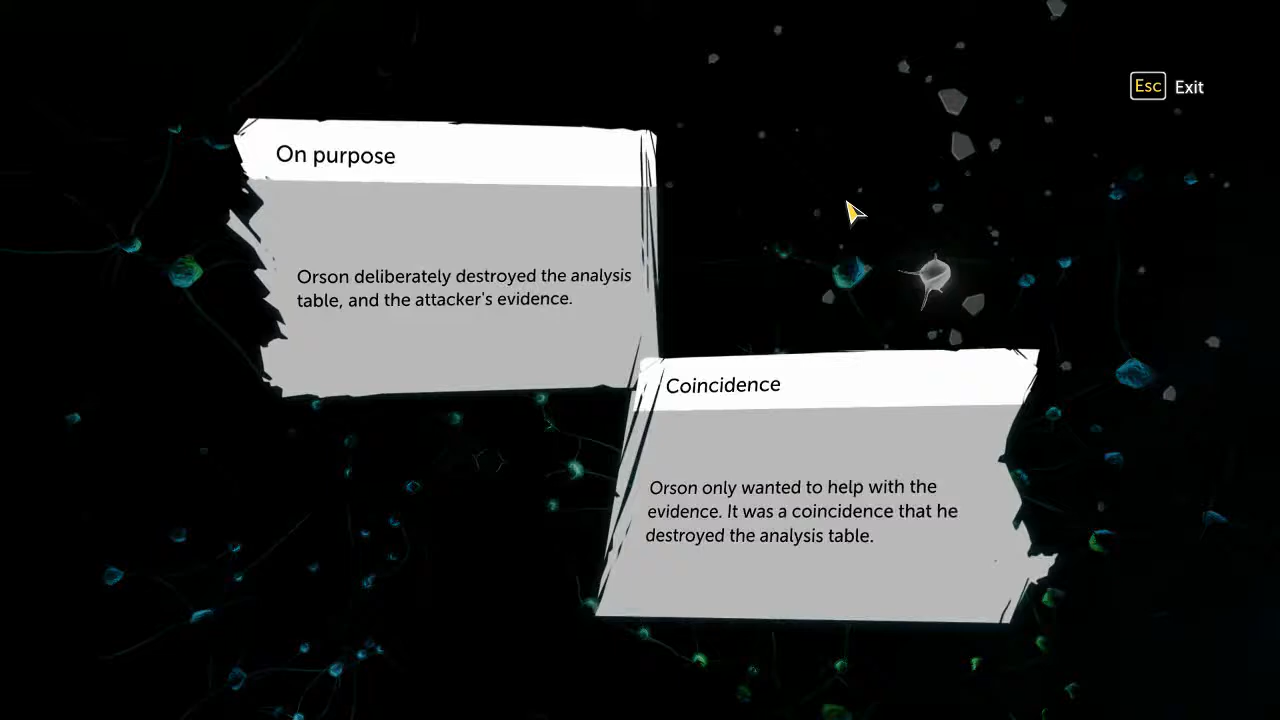 Esc Exit
On purpose
Orson deliberately destroyed the analysis
table, and the attacker's evidence.
Coincidence
Orson only wanted to help with the
evidence. It was a coincidence that he
destroyed the analysis table.